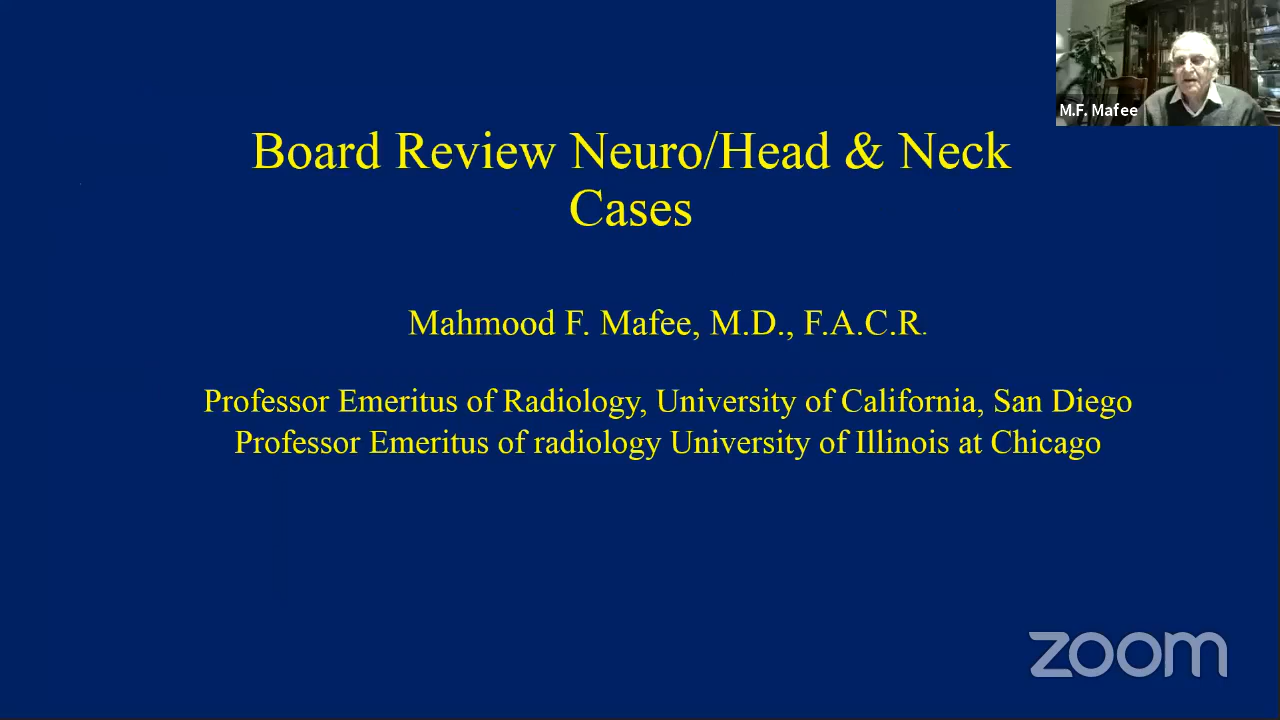 M.F. Mafee
Board Review Neuro/Head & Neck
Cases
Mahmood F. Mafee, M.D., F.A.C.R.
Professor Emeritus of Radiology, University of California, San Diego
Professor Emeritus of radiology University of Illinois at Chicago
zoom